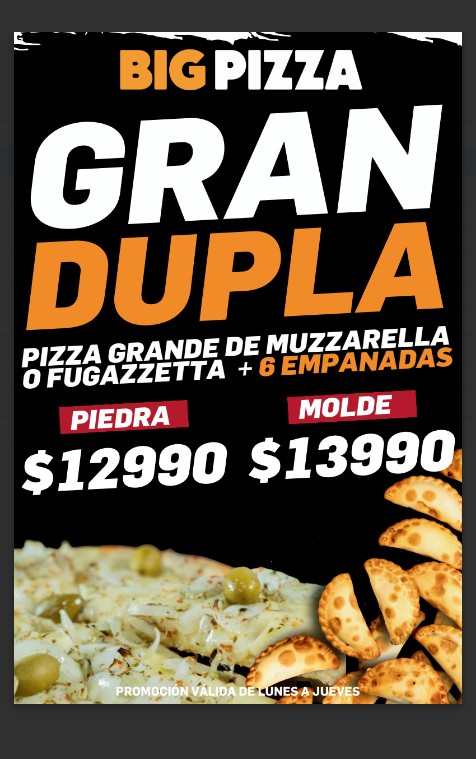 BIG PIZZA
GRAN
DUPLA
PIZZA GRANDE DE MUZZARELLA
O FUGAZZETTA + 6 EMPANADAS
PIEDRA
$12990
MOLDE
$13990
PROMOCIÓN VÁLIDA DE LUNES A JUEVES